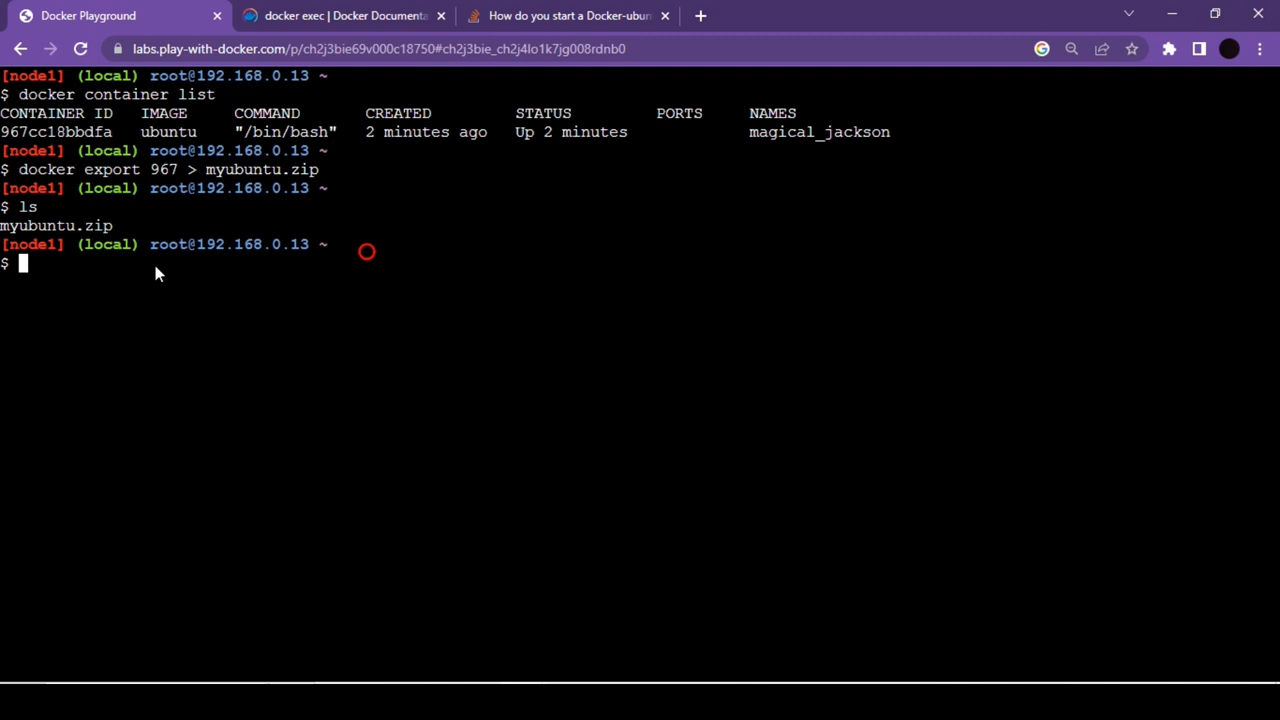 Docker Playground
docker exec | Docker Documenta
How do you start a Docker-ubun
labs.play-with-docker.com/p/ch2j3bie69v000c18750#ch2j3bie_ch2j4lo1k7jg008rdnb0
[node1] (local) root@192.168.0.13 ~
$ docker container list
CONTAINER ID IMAGE COMMAND CREATED STATUS PORTS NAMES
967cc18bbdfa ubuntu "/bin/bash" 2 minutes ago Up 2 minutes magical_jackson
[node1] (local) root@192.168.0.13 ~
$ docker export 967 > myubuntu.zip
[node1] (local) root@192.168.0.13 ~
$ ls
myubuntu.zip
[node1] (local) root@192.168.0.13 ~
$